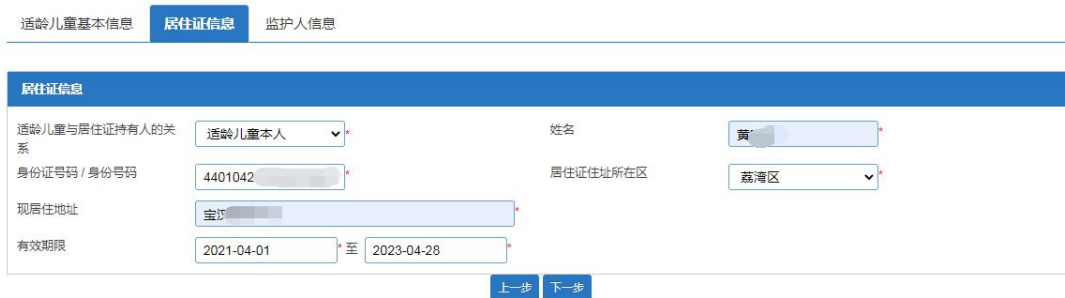 适龄儿童基本信息 居住证信息 监护人信息
居住证信息
适龄儿童与居住证持有人的关系 适龄儿童本人 * 姓名 黄 *
身份证号码 / 身份号码 4401042 * 居住证住址所在区 荔湾区 *
现居住地址 宝汉 *
有效期限 2021-04-01 * 至 2023-04-28 *
上一步 下一步